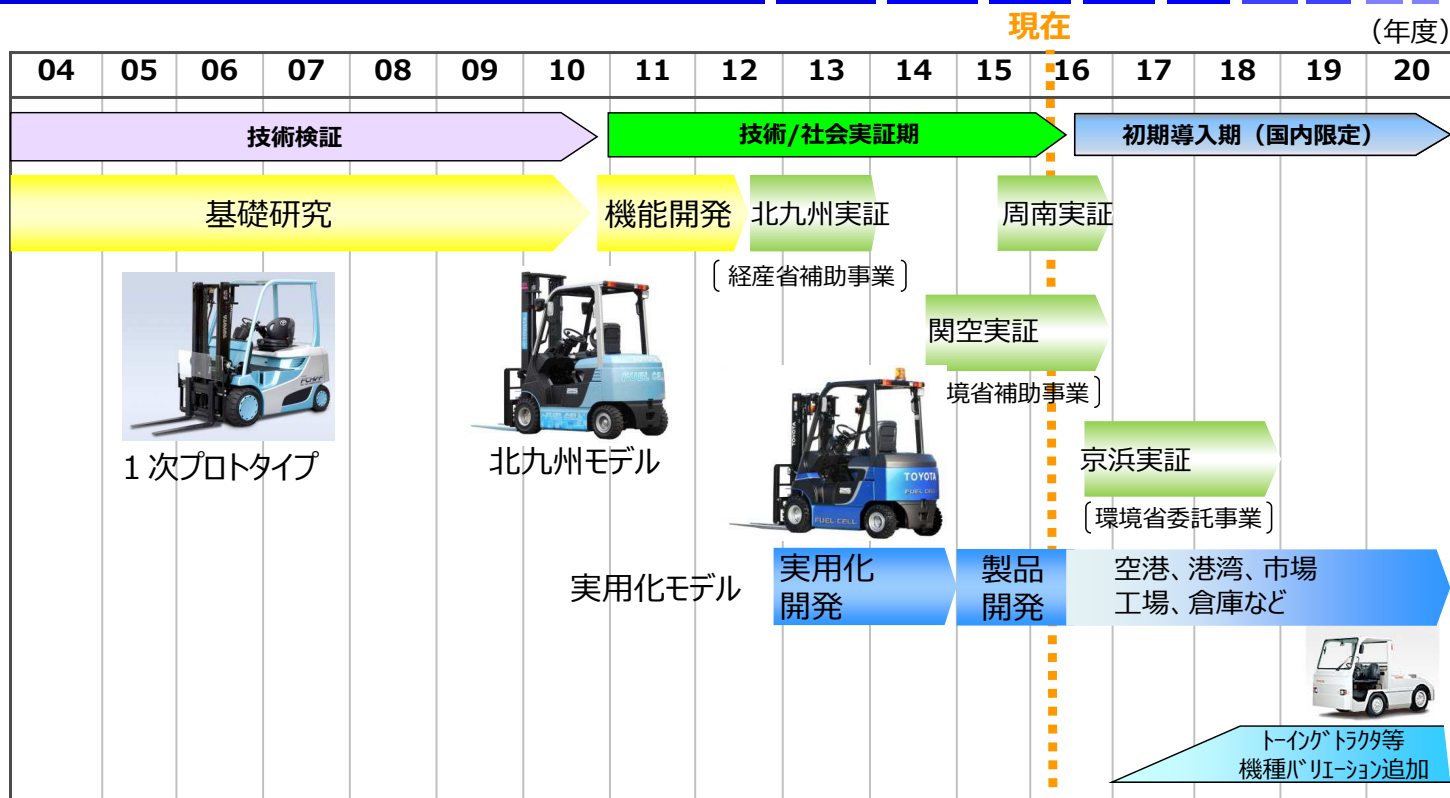 現在
（年度）
04 05 06 07 08 09 10 11 12 13 14 15 16 17 18 19 20
技術検証
技術/社会実証期
初期導入期（国内限定）
基礎研究
機能開発
北九州実証
周南実証
〔経産省補助事業〕
関空実証
境省補助事業〕
１次プロトタイプ
北九州モデル
TOYOTA
FUEL CELL
FUEL CELL
京浜実証
〔環境省委託事業〕
実用化モデル
実用化
開発
製品
開発
空港、港湾、市場
工場、倉庫など
ﾄｰｲﾝｸﾞﾄﾗｸﾀ等
機種ﾊﾞﾘｴｰｼｮﾝ追加